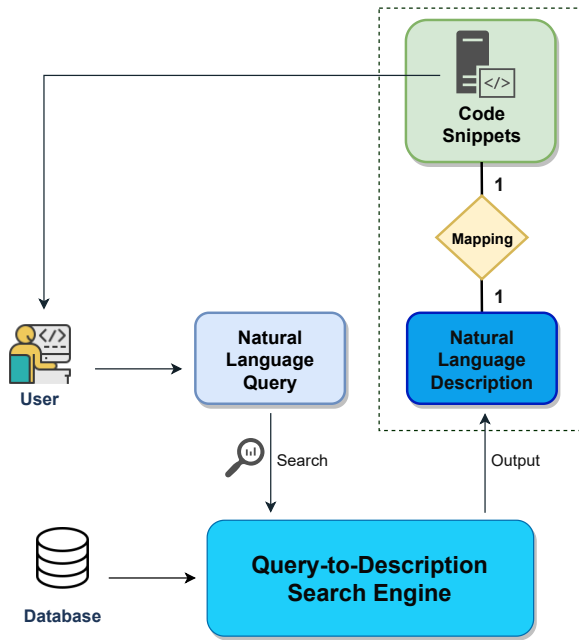 </>
Code
Snippets
1
Mapping
1
</>
User
Natural
Language
Query
Natural
Language
Description
Search
Output
Database
Query-to-Description
Search Engine